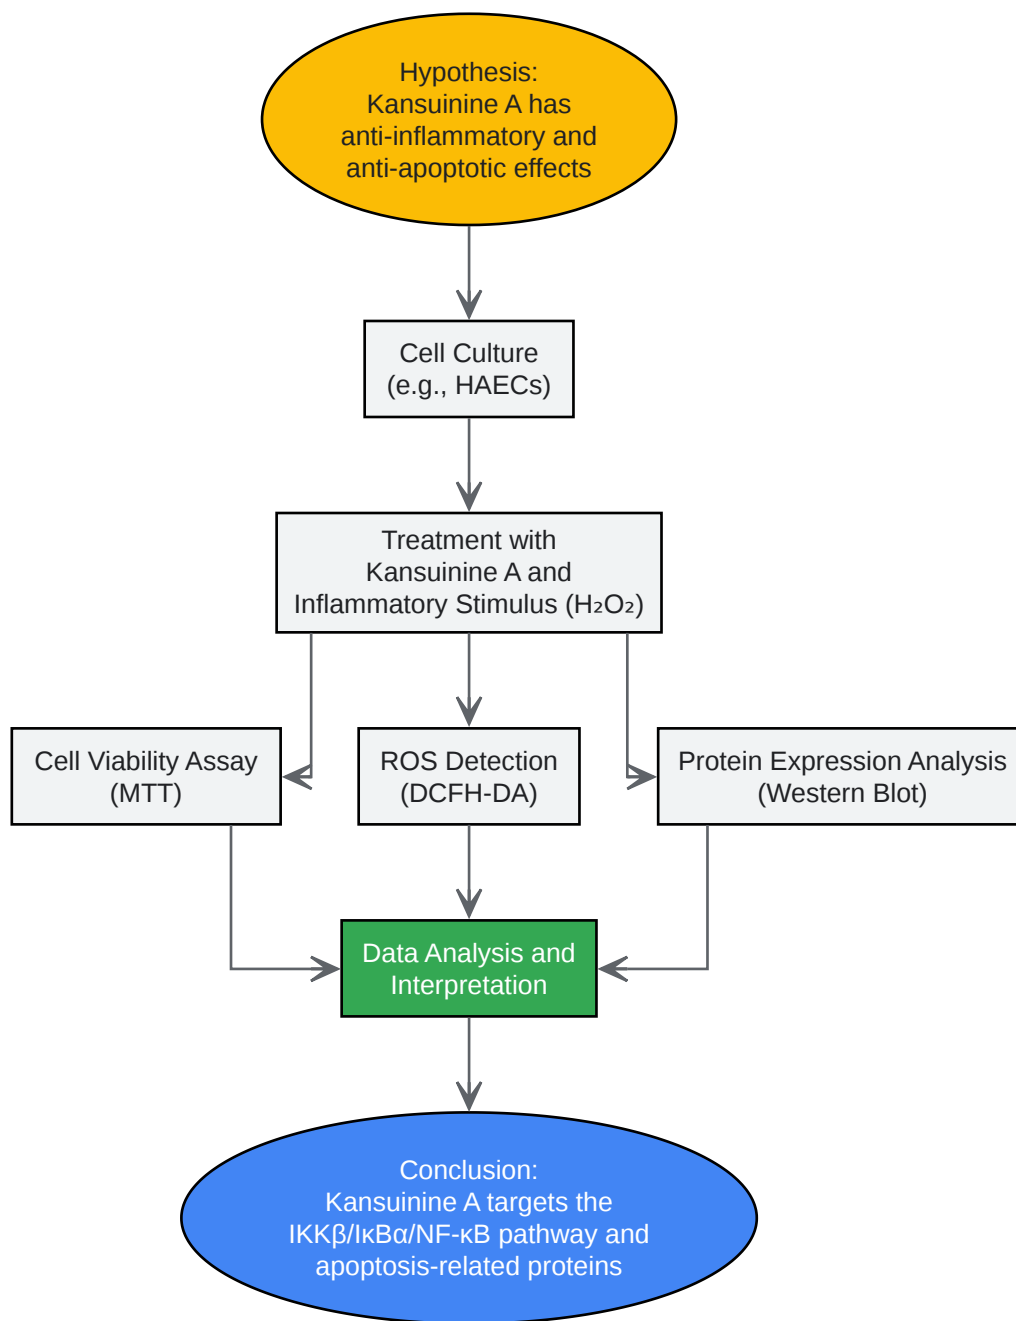 Hypothesis:
Kansuinine A has
anti-inflammatory and
anti-apoptotic effects
Cell Culture
(e.g., HAECs)
Treatment with
Kansuinine A and
Inflammatory Stimulus (H₂O₂)
Cell Viability Assay
(MTT)
ROS Detection
(DCFH-DA)
Protein Expression Analysis
(Western Blot)
Data Analysis and
Interpretation
Conclusion:
Kansuinine A targets the
IKKβ/IκBα/NF-κB pathway and
apoptosis-related proteins